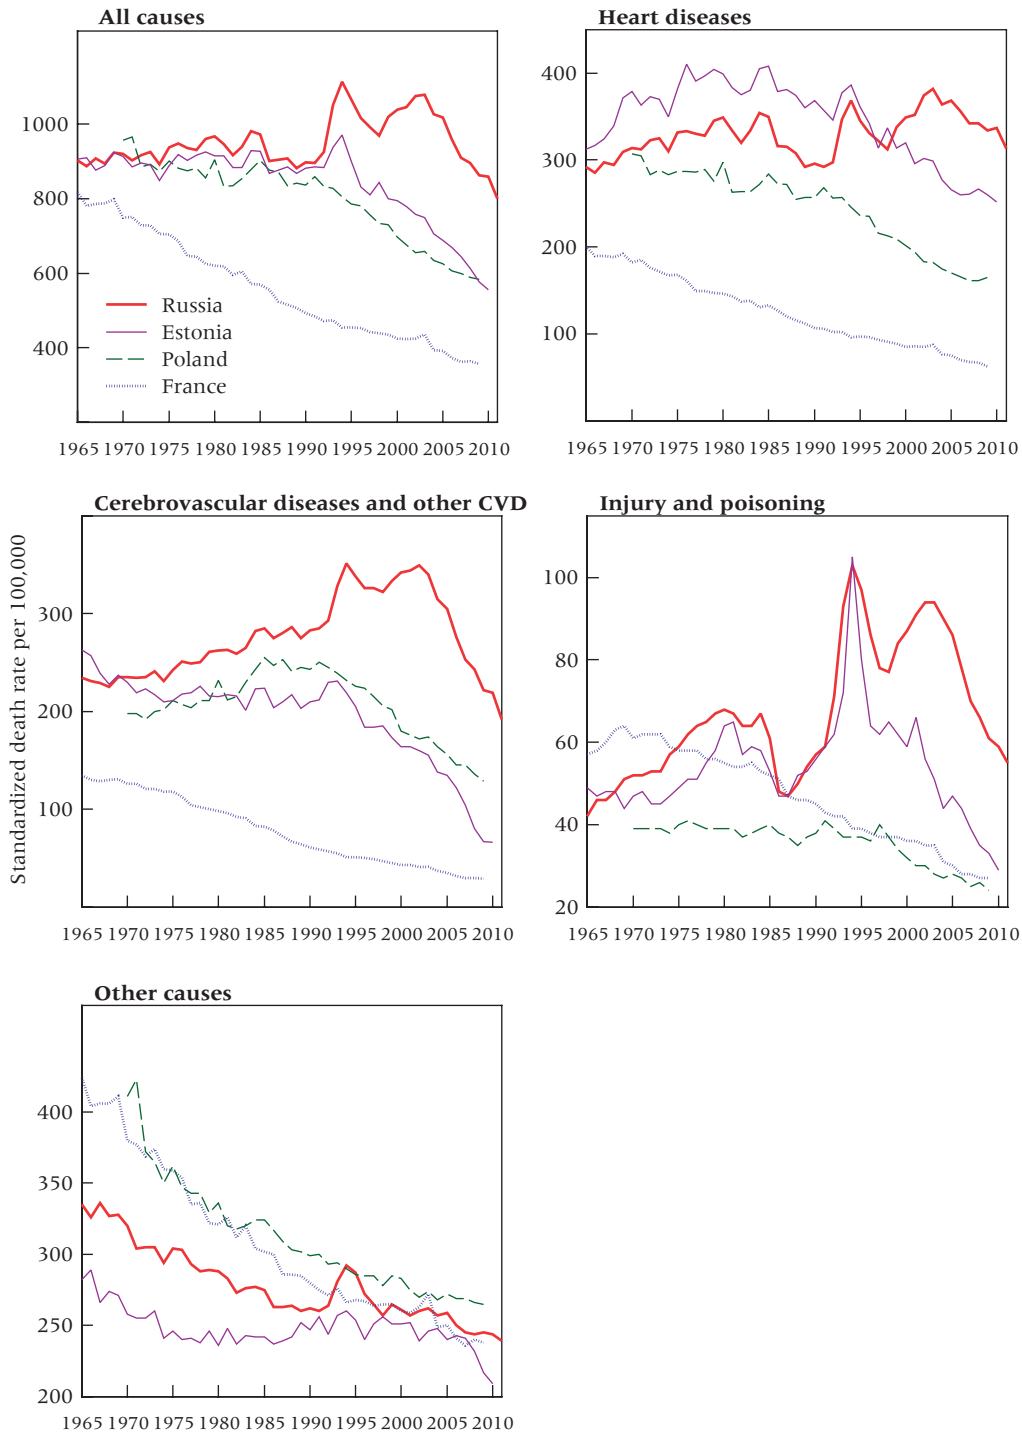 All causes
1000
800
600
400
Russia
Estonia
Poland
France
1965 1970 1975 1980 1985 1990 1995 2000 2005 2010
Heart diseases
400
300
200
100
1965 1970 1975 1980 1985 1990 1995 2000 2005 2010
Standardized death rate per 100,000
Cerebrovascular diseases and other CVD
300
200
100
1965 1970 1975 1980 1985 1990 1995 2000 2005 2010
Injury and poisoning
100
80
60
40
20
1965 1970 1975 1980 1985 1990 1995 2000 2005 2010
Other causes
400
350
300
250
200
1965 1970 1975 1980 1985 1990 1995 2000 2005 2010